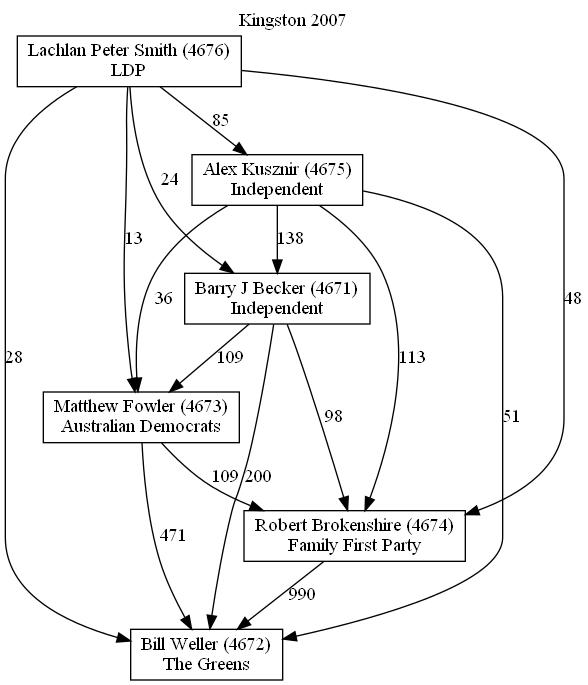 Kingston 2007
Lachlan Peter Smith (4676)
LDP
85
Alex Kusznir (4675)
Independent
24
13
138
36
Barry J Becker (4671)
Independent
48
28
109
113
98
51
Matthew Fowler (4673)
Australian Democrats
109
200
471
Robert Brokenshire (4674)
Family First Party
990
Bill Weller (4672)
The Greens